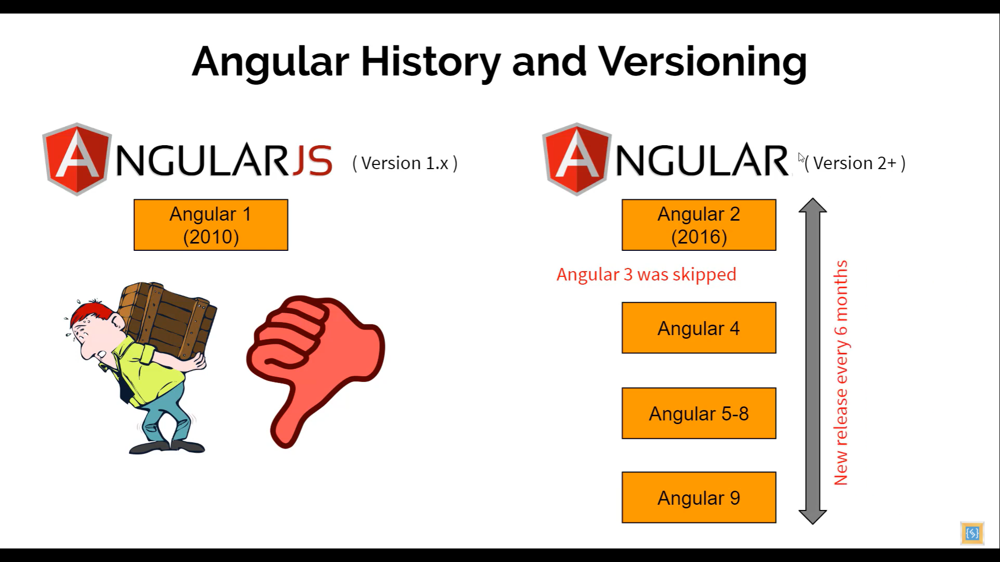 Angular History and Versioning
ANGULARJS ( Version 1.x )
Angular 1
(2010)
ANGULAR ( Version 2+ )
Angular 2
(2016)
Angular 3 was skipped
Angular 4
Angular 5-8
Angular 9
New release every 6 months